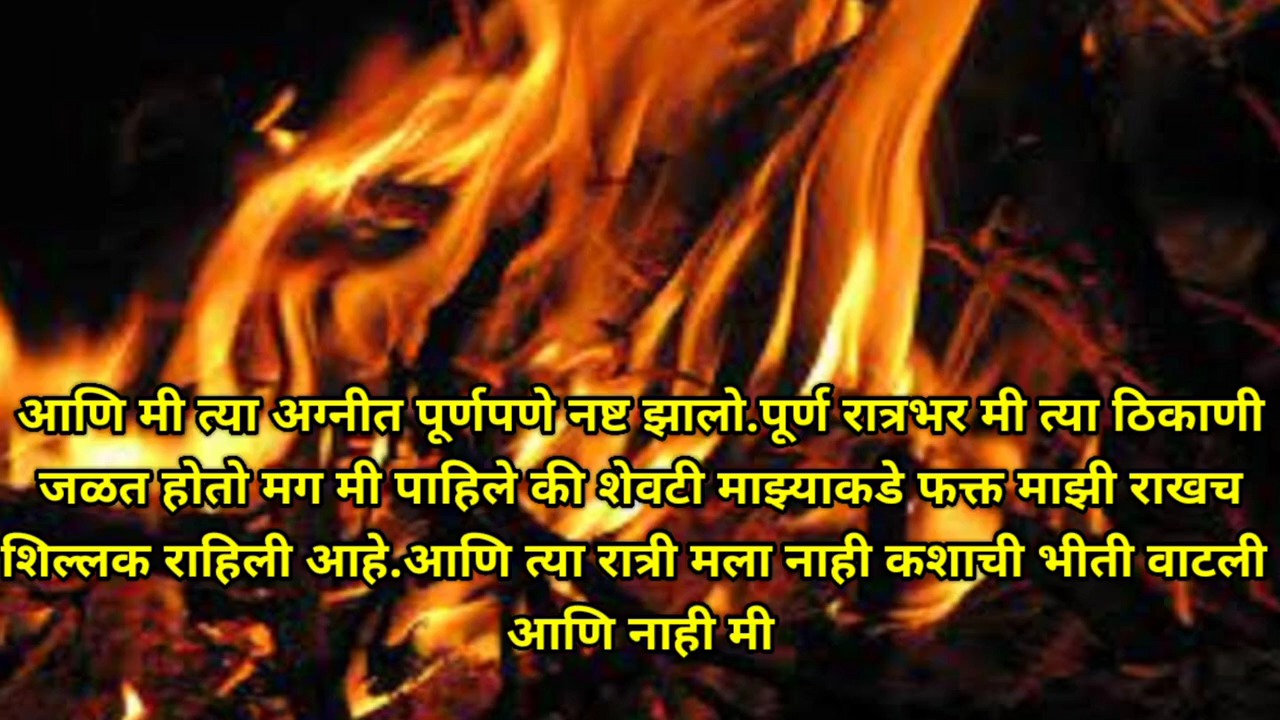 आणि मी त्या अग्नीत पूर्णपणे नष्ट झालो.पूर्ण रात्रभर मी त्या ठिकाणी
जळत होतो मग मी पाहिले की शेवटी माझ्याकडे फक्त माझी राखच
शिल्लक राहिली आहे.आणि त्या रात्री मला नाही कशाची भीती वाटली
आणि नाही मी